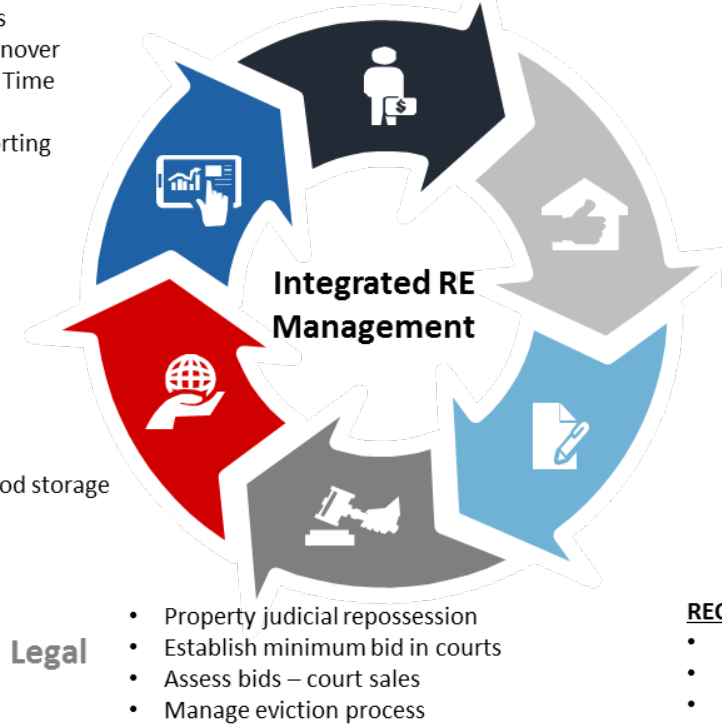 s
nover
Time
orting
Integrated RE
Management
od storage
Legal
• Property judicial repossession
• Establish minimum bid in courts
• Assess bids – court sales
• Manage eviction process
REC
•
•
•